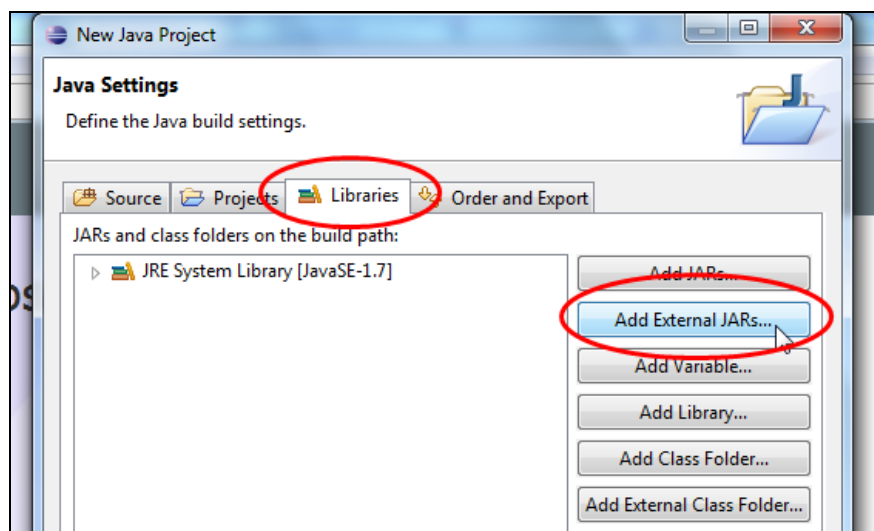 New Java Project
Java Settings
Define the Java build settings.
Source Projects Libraries Order and Export
JARs and class folders on the build path:
JRE System Library [JavaSE-1.7]
Add JARs...
Add External JARs...
Add Variable...
Add Library...
Add Class Folder...
Add External Class Folder...